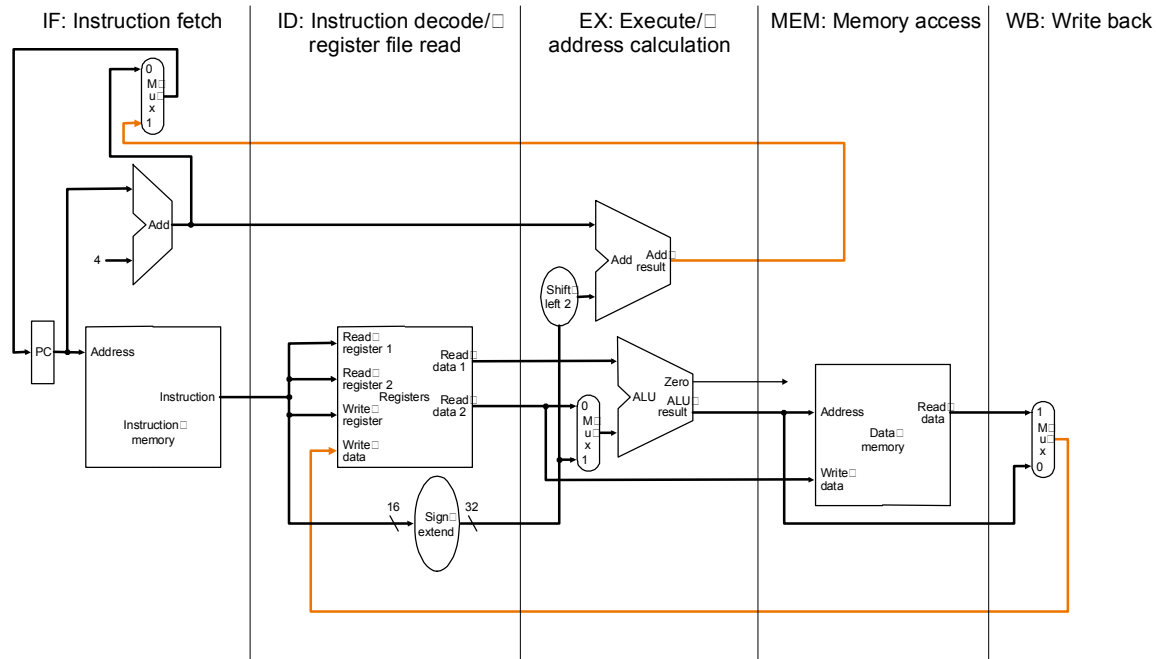 IF: Instruction fetch
ID: Instruction decode/□
register file read
EX: Execute/□
address calculation
MEM: Memory access
WB: Write back
0
M□
u□
x
1
Add
4
Add
Add□
result
Shift□
left 2
PC
Address
Instruction
Instruction□
memory
Read□
register 1
Read□
register 2
Write□
register
Write□
data
Registers
Read□
data 1
Read□
data 2
0
M□
u□
x
1
ALU
Zero
ALU□
result
Address
Write□
data
Data□
memory
Read□
data
1
M□
u□
x
0
16
Sign□
extend
32